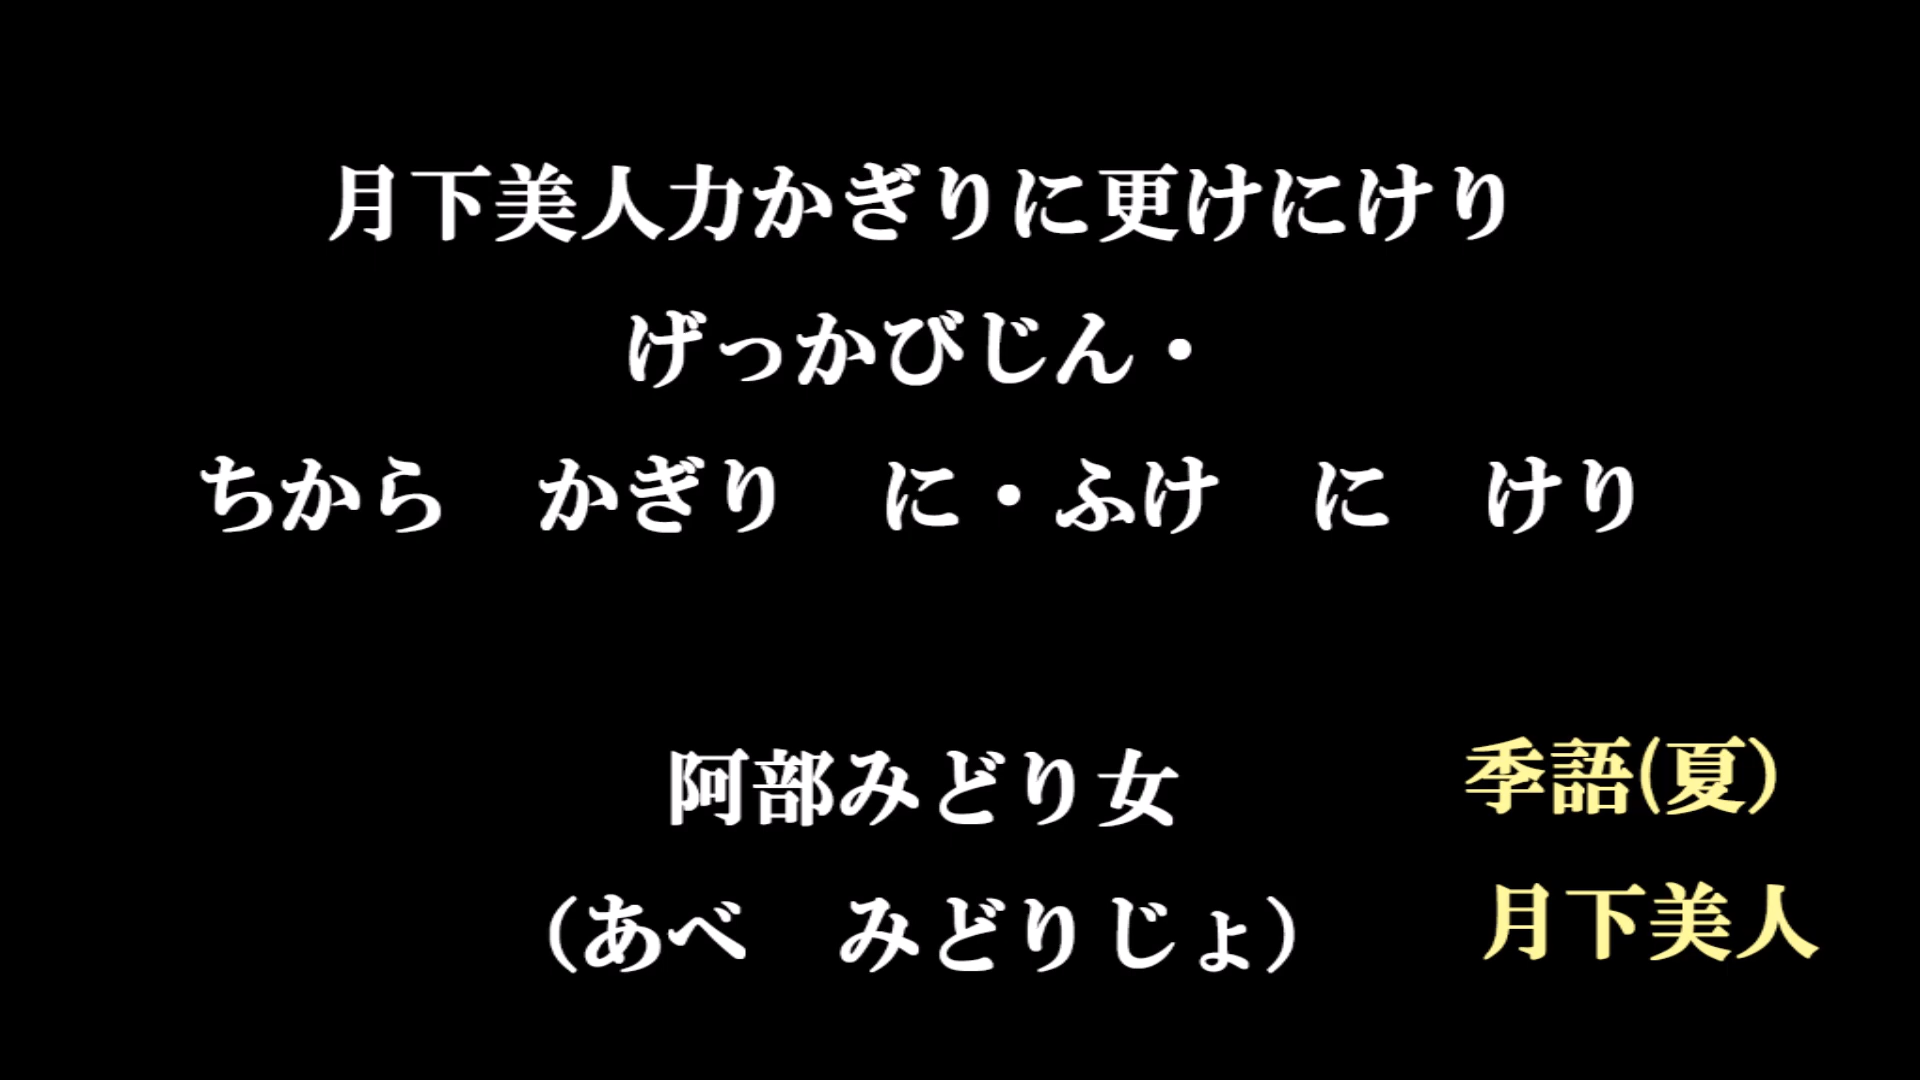 月下美人力かぎりに更けにけり
げっかびじん・
ちから　かぎり　に・ふけ　に　けり
阿部みどり女
（あべ　みどりじょ）
季語(夏)
月下美人